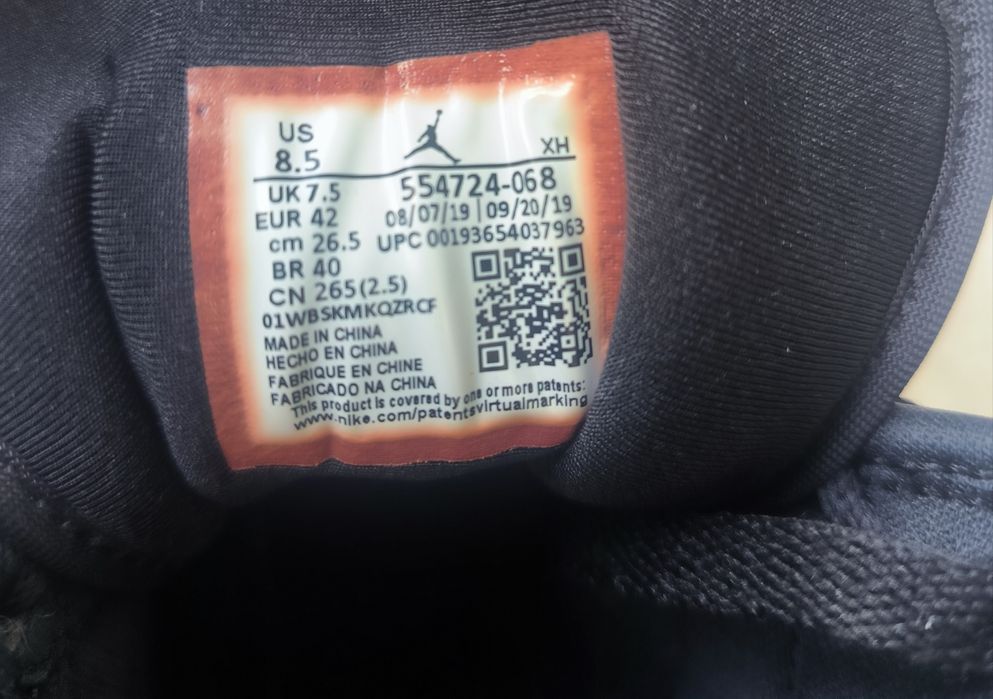 US
8.5
XH
UK 7.5
554724-068
EUR 42
08/07/19 | 09/20/19
cm 26.5
UPC 00193654037963
BR 40
CN 265(2.5)
01WBSKMKQZRCF
MADE IN CHINA
HECHO EN CHINA
FABRIQUE EN CHINE
FABRICADO NA CHINA
This product is covered by one or more patents:
www.nike.com/patentsvirtualmarking